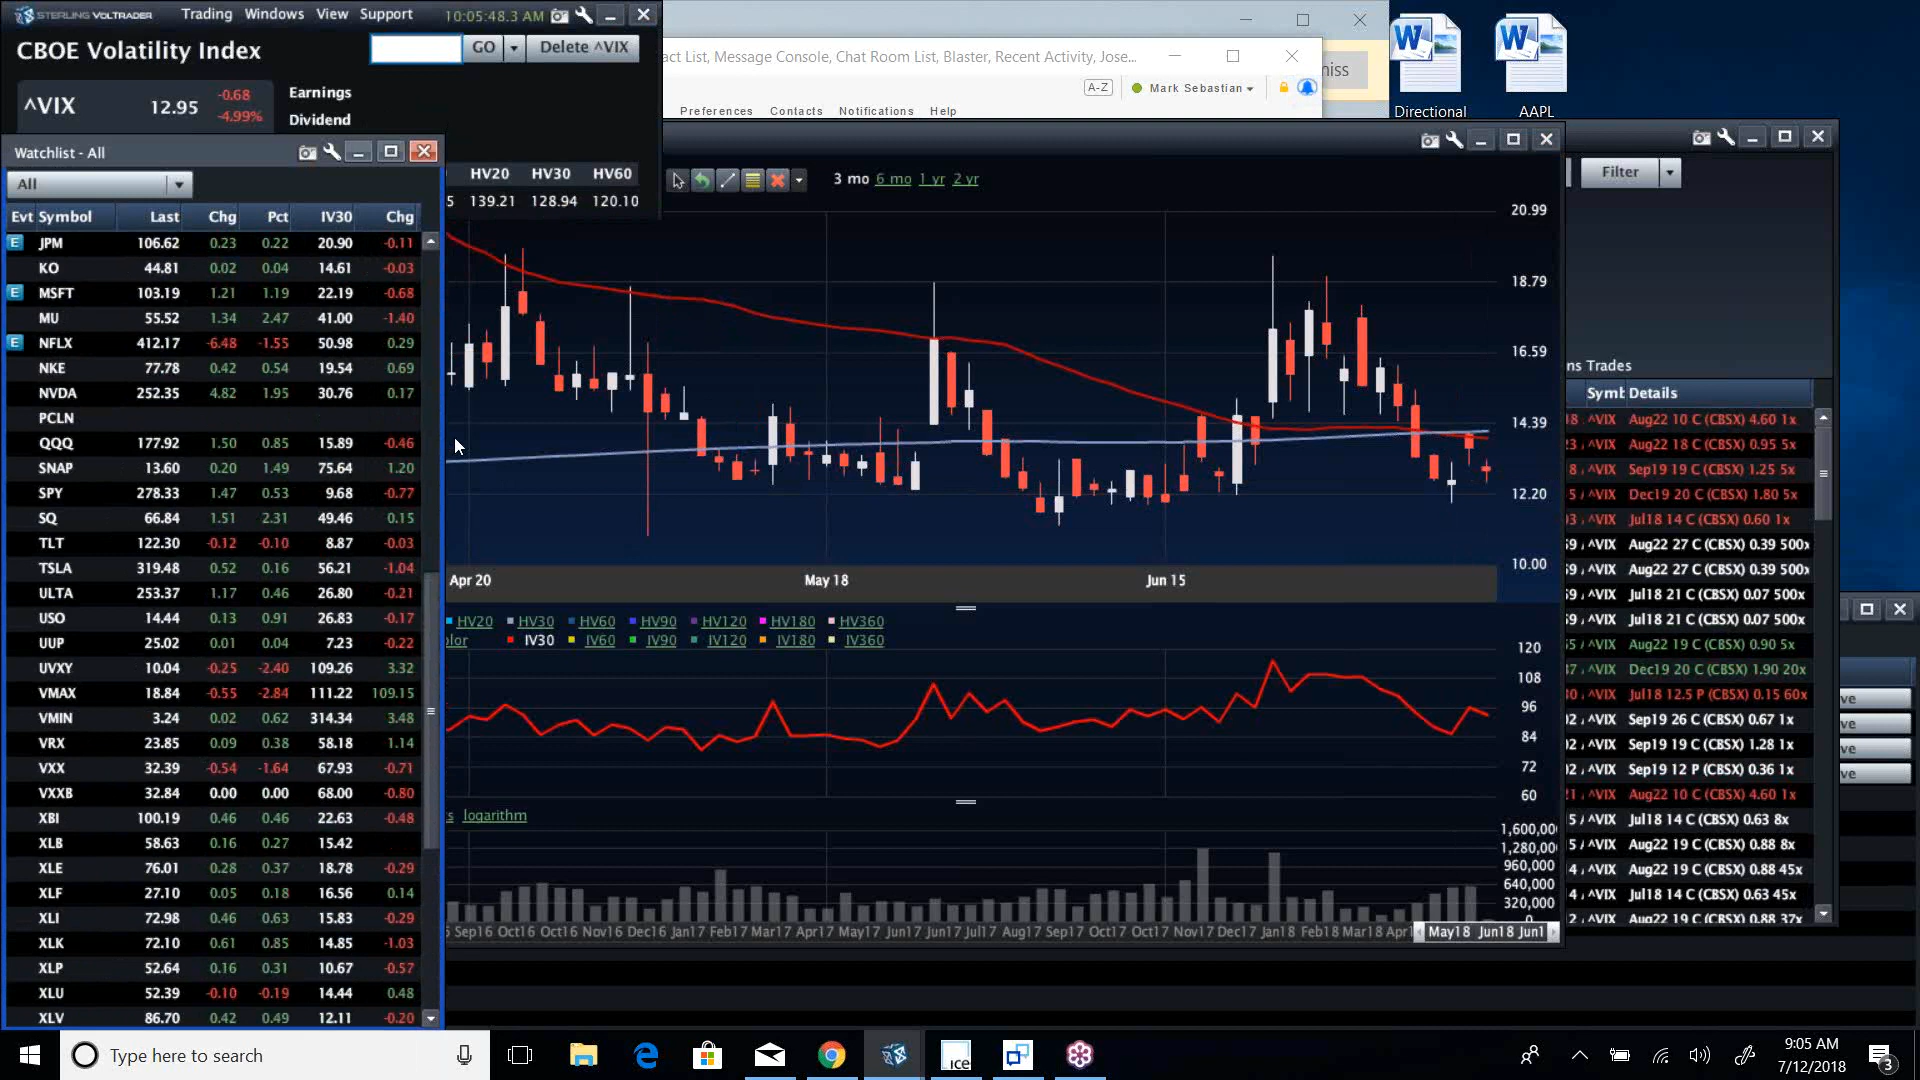 STERLING VOLTRADER Trading Windows View Support 10:05:48.3 AM
CBOE Volatility Index GO Delete ^VIX
^VIX 12.95 -0.68 -4.99%
Earnings
Dividend
HV20 HV30 HV60
5 139.21 128.94 120.10
act List, Message Console, Chat Room List, Blaster, Recent Activity, Jose...
A-Z Mark Sebastian
Preferences Contacts Notifications Help
niss
Directional AAPL
Watchlist - All
All
Evt Symbol Last Chg Pct IV30 Chg
E JPM 106.62 0.23 0.22 20.90 -0.11
KO 44.81 0.02 0.04 14.61 -0.03
E MSFT 103.19 1.21 1.19 22.19 -0.68
MU 55.52 1.34 2.47 41.00 -1.40
E NFLX 412.17 -6.48 -1.55 50.98 0.29
NKE 77.78 0.42 0.54 19.54 0.69
NVDA 252.35 4.82 1.95 30.76 0.17
PCLN
QQQ 177.92 1.50 0.85 15.89 -0.46
SNAP 13.60 0.20 1.49 75.64 1.20
SPY 278.33 1.47 0.53 9.68 -0.77
SQ 66.84 1.51 2.31 49.46 0.15
TLT 122.30 -0.12 -0.10 8.87 -0.03
TSLA 319.48 0.52 0.16 56.21 -1.04
ULTA 253.37 1.17 0.46 26.80 -0.21
USO 14.44 0.13 0.91 26.83 -0.17
UUP 25.02 0.01 0.04 7.23 -0.22
UVXY 10.04 -0.25 -2.40 109.26 3.32
VMAX 18.84 -0.55 -2.84 111.22 109.15
VMIN 3.24 0.02 0.62 314.34 3.48
VRX 23.85 0.09 0.38 58.18 1.14
VXX 32.39 -0.54 -1.64 67.93 -0.71
VXXB 32.84 0.00 0.00 68.00 -0.80
XBI 100.19 0.46 0.46 22.63 -0.48
XLB 58.63 0.16 0.27 15.42
XLE 76.01 0.28 0.37 18.78 -0.29
XLF 27.10 0.05 0.18 16.56 0.14
XLI 72.98 0.46 0.63 15.83 -0.29
XLK 72.10 0.61 0.85 14.85 -1.03
XLP 52.64 0.16 0.31 10.67 -0.57
XLU 52.39 -0.10 -0.19 14.44 0.48
XLV 86.70 0.42 0.49 12.11 -0.20
3 mo 6 mo 1 yr 2 yr
20.99
18.79
16.59
14.39
12.20
10.00
Apr 20 May 18 Jun 15
HV20 HV30 HV60 HV90 HV120 HV180 HV360
olor IV30 IV60 IV90 IV120 IV180 IV360
120
108
96
84
72
60
s logarithm
1,600,00
1,280,00
960,000
640,000
320,000
0
Sep16 Oct16 Oct16 Nov16 Dec16 Jan17 Feb17 Mar17 Apr17 May17 Jun17 Jun17 Jul17 Aug17 Sep17 Oct17 Oct17 Nov17 Dec17 Jan18 Feb18 Mar18 Apr1 May18 Jun18 Jun1
Filter
ns Trades
Symb Details
^VIX Aug22 10 C (CBSX) 4.60 1x
^VIX Aug22 18 C (CBSX) 0.95 5x
^VIX Sep19 19 C (CBSX) 1.25 5x
^VIX Dec19 20 C (CBSX) 1.80 5x
^VIX Jul18 14 C (CBSX) 0.60 1x
^VIX Aug22 27 C (CBSX) 0.39 500x
^VIX Aug22 27 C (CBSX) 0.39 500x
^VIX Jul18 21 C (CBSX) 0.07 500x
^VIX Jul18 21 C (CBSX) 0.07 500x
^VIX Aug22 19 C (CBSX) 0.90 5x
^VIX Dec19 20 C (CBSX) 1.90 20x
^VIX Jul18 12.5 P (CBSX) 0.15 60x
^VIX Sep19 26 C (CBSX) 0.67 1x
^VIX Sep19 19 C (CBSX) 1.28 1x
^VIX Sep19 12 P (CBSX) 0.36 1x
^VIX Aug22 10 C (CBSX) 4.60 1x
^VIX Jul18 14 C (CBSX) 0.63 8x
^VIX Aug22 19 C (CBSX) 0.88 8x
^VIX Aug22 19 C (CBSX) 0.88 45x
^VIX Jul18 14 C (CBSX) 0.63 45x
^VIX Aug22 19 C (CBSX) 0.88 37x
ve
ve
ve
ve
Type here to search
ice
9:05 AM
7/12/2018
3